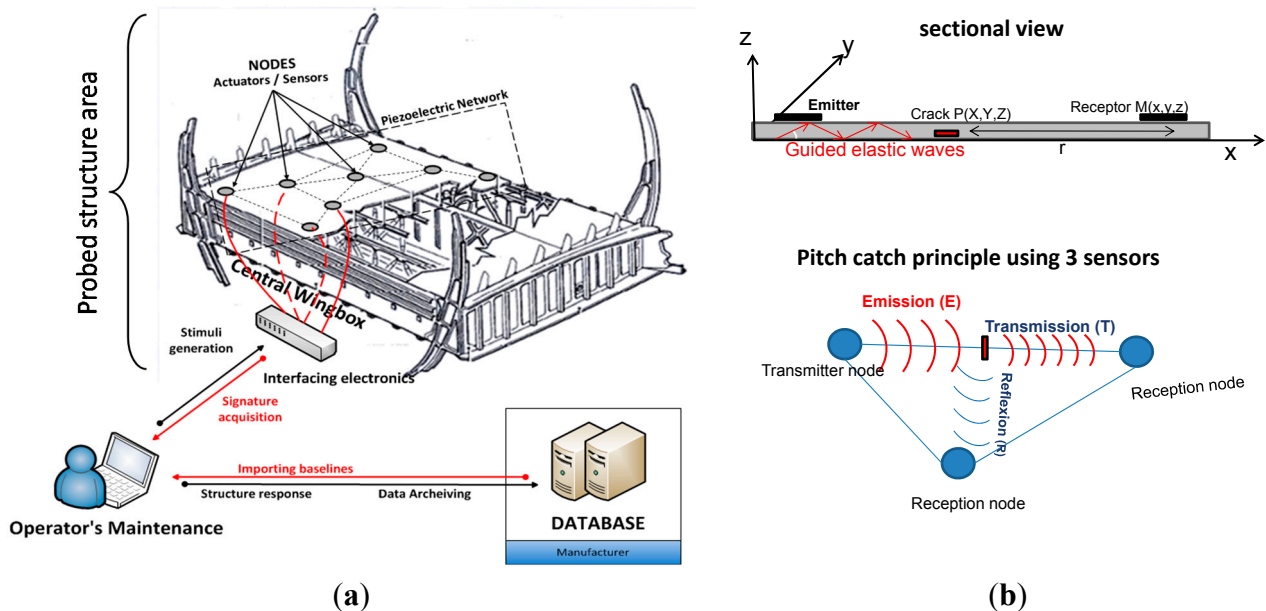 Probed structure area
NODES
Actuators / Sensors
Piezoelectric Network
Central Wingbox
Stimuli
generation
Interfacing electronics
Signature
acquisition
Importing baselines
Structure response
Data Archeiving
Operator's Maintenance
DATABASE
Manufacturer
(a)
sectional view
z
y
Emitter
Crack P(X,Y,Z)
Receptor M(x,y,z)
Guided elastic waves
r
x
Pitch catch principle using 3 sensors
Emission (E)
Transmission (T)
Transmitter node
Reflexion (R)
Reception node
Reception node
(b)